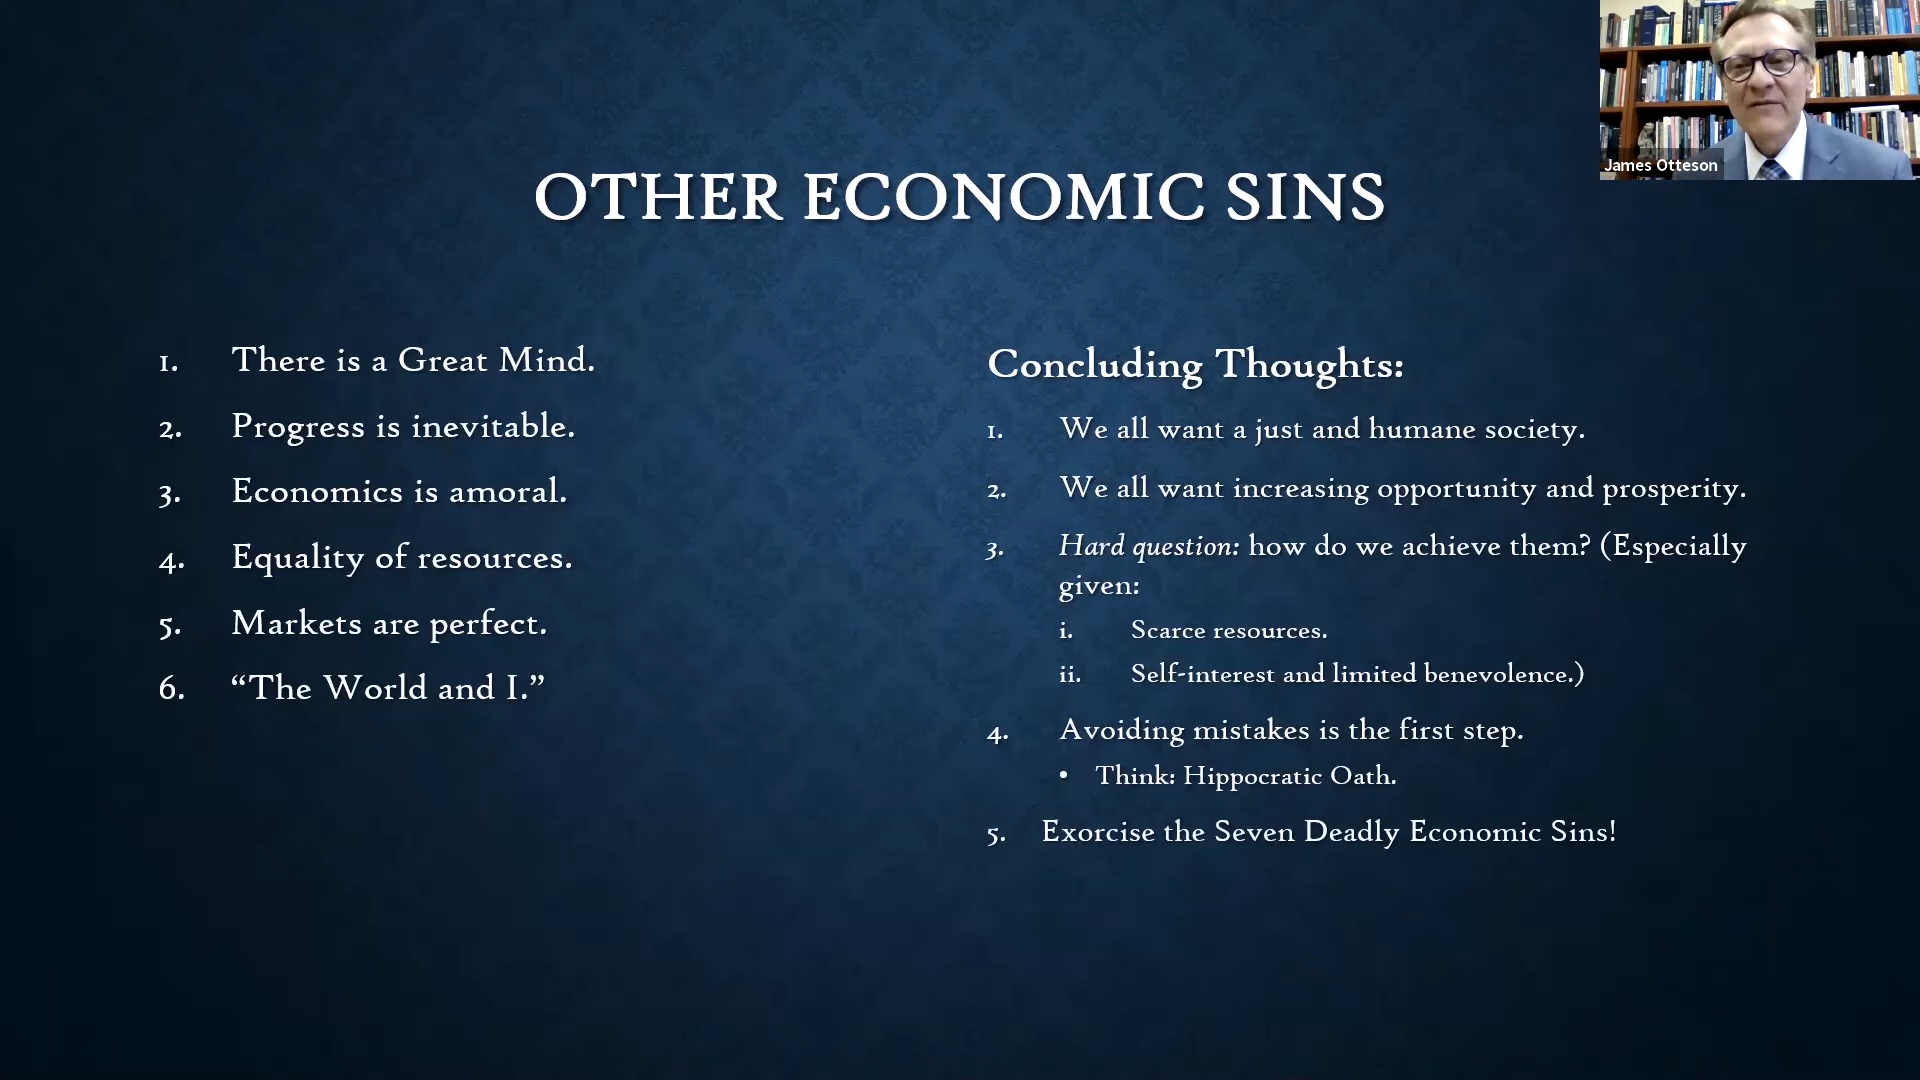 OTHER ECONOMIC SINS
James Otteson
1. There is a Great Mind.
2. Progress is inevitable.
3. Economics is amoral.
4. Equality of resources.
5. Markets are perfect.
6. “The World and I.”
Concluding Thoughts:
1. We all want a just and humane society.
2. We all want increasing opportunity and prosperity.
3. Hard question: how do we achieve them? (Especially
given:
i. Scarce resources.
ii. Self-interest and limited benevolence.)
4. Avoiding mistakes is the first step.
• Think: Hippocratic Oath.
5. Exorcise the Seven Deadly Economic Sins!